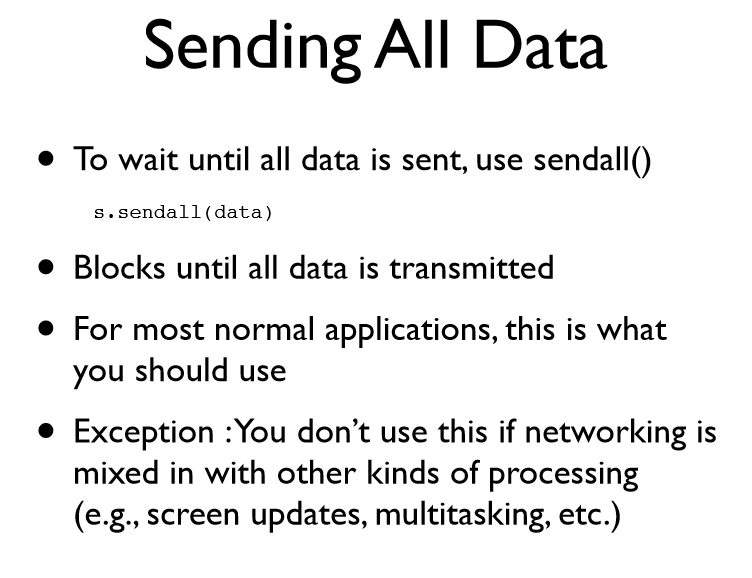 Sending All Data
• To wait until all data is sent, use sendall()
s.sendall(data)
• Blocks until all data is transmitted
• For most normal applications, this is what
you should use
• Exception : You don’t use this if networking is
mixed in with other kinds of processing
(e.g., screen updates, multitasking, etc.)